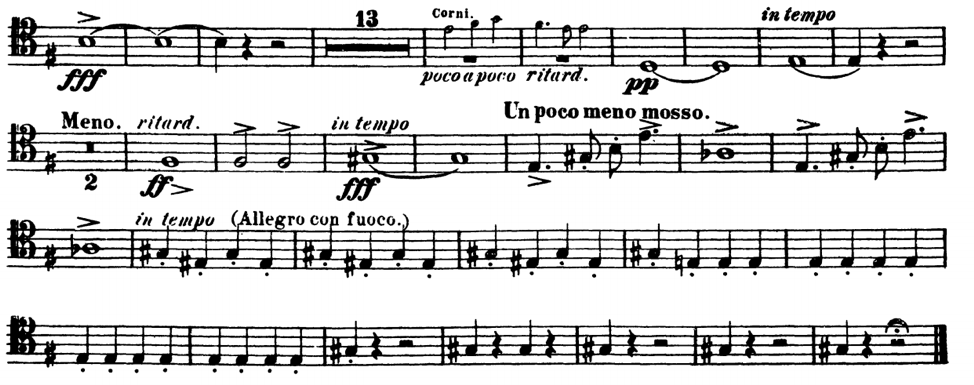 13 Corni. in tempo
fff poco a poco ritard. pp
Meno. ritard. in tempo Un poco meno mosso.
2 ff fff
in tempo (Allegro con fuoco.)